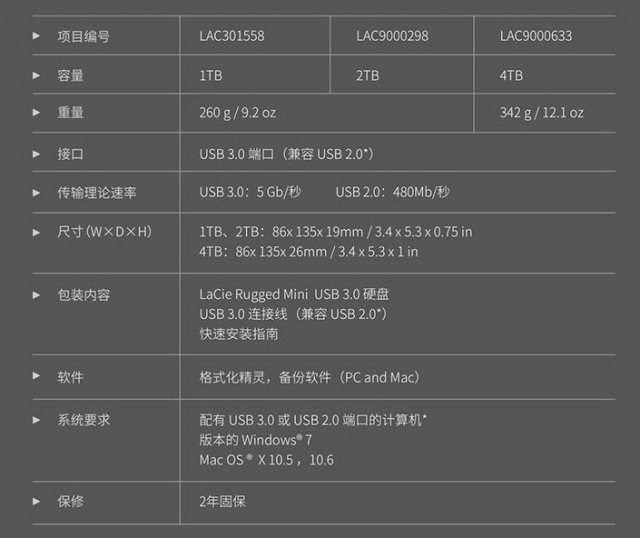 项目编号 LAC301558 LAC9000298 LAC9000633
容量 1TB 2TB 4TB
重量 260 g / 9.2 oz 342 g / 12.1 oz
接口 USB 3.0 端口（兼容 USB 2.0*）
传输理论速率 USB 3.0：5 Gb/秒 USB 2.0：480Mb/秒
尺寸（W×D×H） 1TB、2TB：86x 135x 19mm / 3.4 x 5.3 x 0.75 in
4TB：86x 135x 26mm / 3.4 x 5.3 x 1 in
包装内容 LaCie Rugged Mini USB 3.0 硬盘
USB 3.0 连接线（兼容 USB 2.0*）
快速安装指南
软件 格式化精灵，备份软件（PC and Mac）
系统要求 配有 USB 3.0 或 USB 2.0 端口的计算机*
版本的 Windows® 7
Mac OS ® X 10.5 ，10.6
保修 2年固保